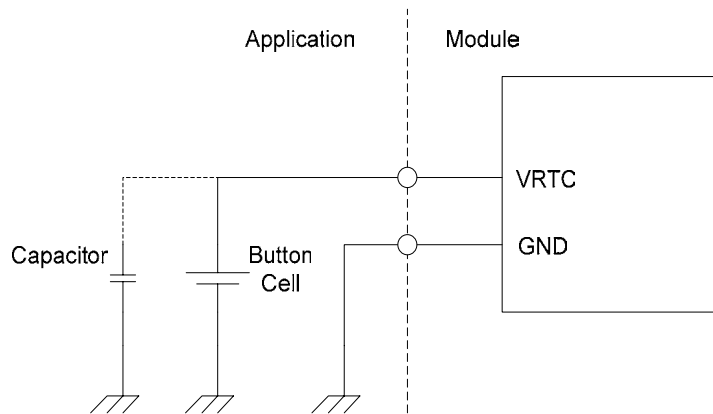 Application
Module
VRTC
GND
Capacitor
Button
Cell